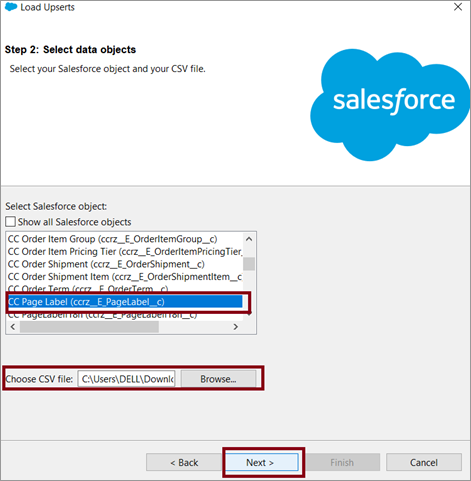 Load Upserts
Step 2: Select data objects
Select your Salesforce object and your CSV file.
salesforce
Select Salesforce object:
Show all Salesforce objects
CC Order Item Group (ccrz__E_OrderItemGroup__c)
CC Order Item Pricing Tier (ccrz__E_OrderItemPricingTier_
CC Order Shipment (ccrz__E_OrderShipment__c)
CC Order Shipment Item (ccrz__E_OrderShipmentItem__c
CC Order Term (ccrz__E_OrderTerm__c)
CC Page Label (ccrz__E_PageLabel__c)
CC PageLabelI18n (ccrz__E_PageLabelI18n__c)
Choose CSV file: C:\Users\DELL\Downlo Browse...
< Back Next > Finish Cancel